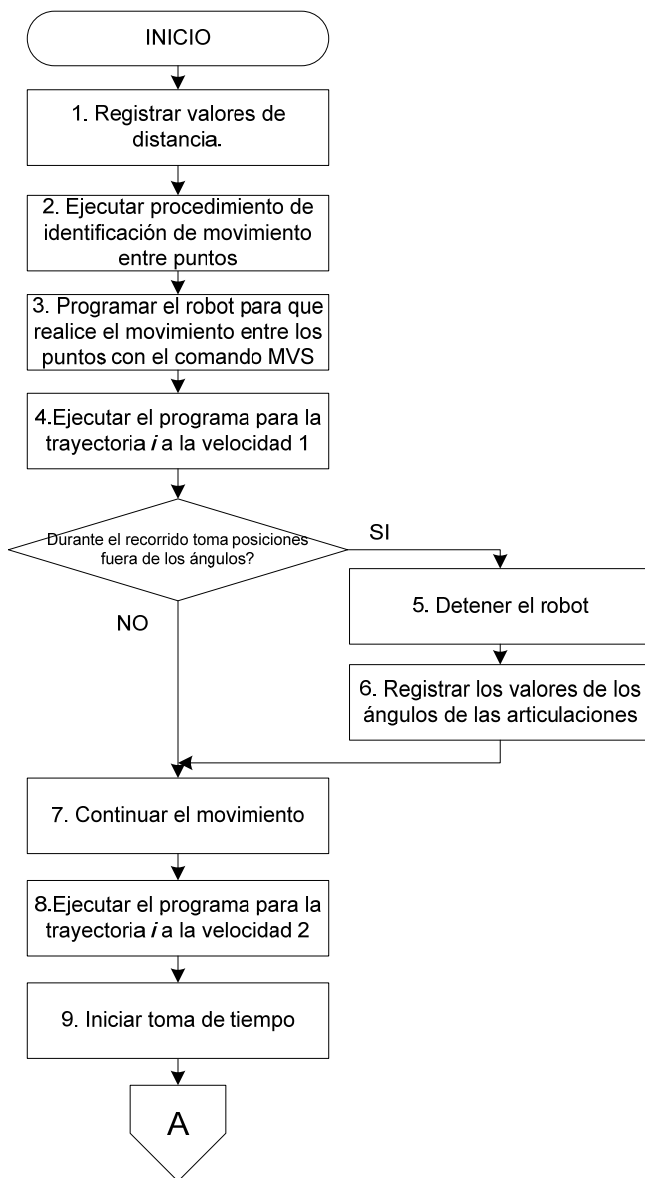 INICIO
1. Registrar valores de
distancia.
2. Ejecutar procedimiento de
identificación de movimiento
entre puntos
3. Programar el robot para que
realice el movimiento entre los
puntos con el comando MVS
4.Ejecutar el programa para la
trayectoria i a la velocidad 1
Durante el recorrido toma posiciones
fuera de los ángulos?
SI
NO
5. Detener el robot
6. Registrar los valores de los
ángulos de las articulaciones
7. Continuar el movimiento
8.Ejecutar el programa para la
trayectoria i a la velocidad 2
9. Iniciar toma de tiempo
A